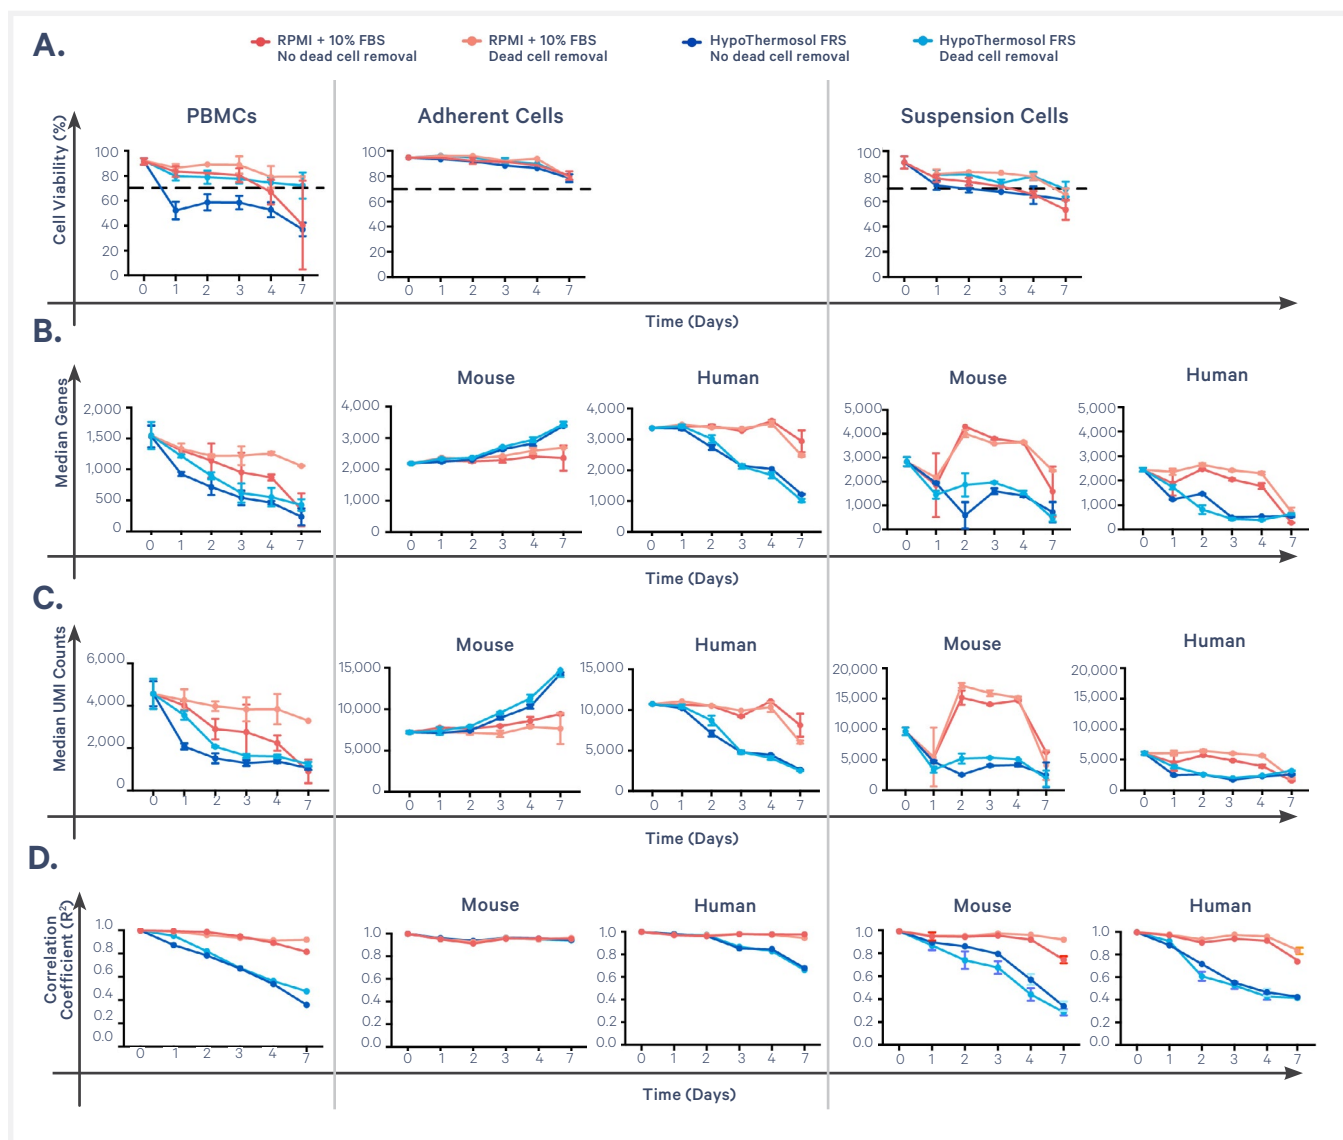 A.
RPMI + 10% FBS
No dead cell removal
RPMI + 10% FBS
Dead cell removal
HypoThermosol FRS
No dead cell removal
HypoThermosol FRS
Dead cell removal
PBMCs
Adherent Cells
Suspension Cells
Cell Viability (%)
100
80
60
40
20
0
0 1 2 3 4 7
100
80
60
40
20
0
0 1 2 3 4 7
100
80
60
40
20
0
0 1 2 3 4 7
Time (Days)
B.
Median Genes
2,000
1,500
1,000
500
0
0 1 2 3 4 7
Mouse
4,000
3,000
2,000
1,000
0
0 1 2 3 4 7
Human
4,000
3,000
2,000
1,000
0
0 1 2 3 4 7
Mouse
5,000
4,000
3,000
2,000
1,000
0
0 1 2 3 4 7
Human
5,000
4,000
3,000
2,000
1,000
0
0 1 2 3 4 7
Time (Days)
C.
Median UMI Counts
6,000
4,000
2,000
0
0 1 2 3 4 7
Mouse
15,000
10,000
5,000
0
0 1 2 3 4 7
Human
15,000
10,000
5,000
0
0 1 2 3 4 7
Mouse
20,000
15,000
10,000
5,000
0
0 1 2 3 4 7
Human
20,000
15,000
10,000
5,000
0
0 1 2 3 4 7
Time (Days)
D.
Correlation
Coefficient (R²)
1.0
0.8
0.6
0.4
0.2
0.0
0 1 2 3 4 7
Mouse
1.0
0.8
0.6
0.4
0.2
0.0
0 1 2 3 4 7
Human
1.0
0.8
0.6
0.4
0.2
0.0
0 1 2 3 4 7
Mouse
1.0
0.8
0.6
0.4
0.2
0.0
0 1 2 3 4 7
Human
1.0
0.8
0.6
0.4
0.2
0.0
0 1 2 3 4 7
Time (Days)